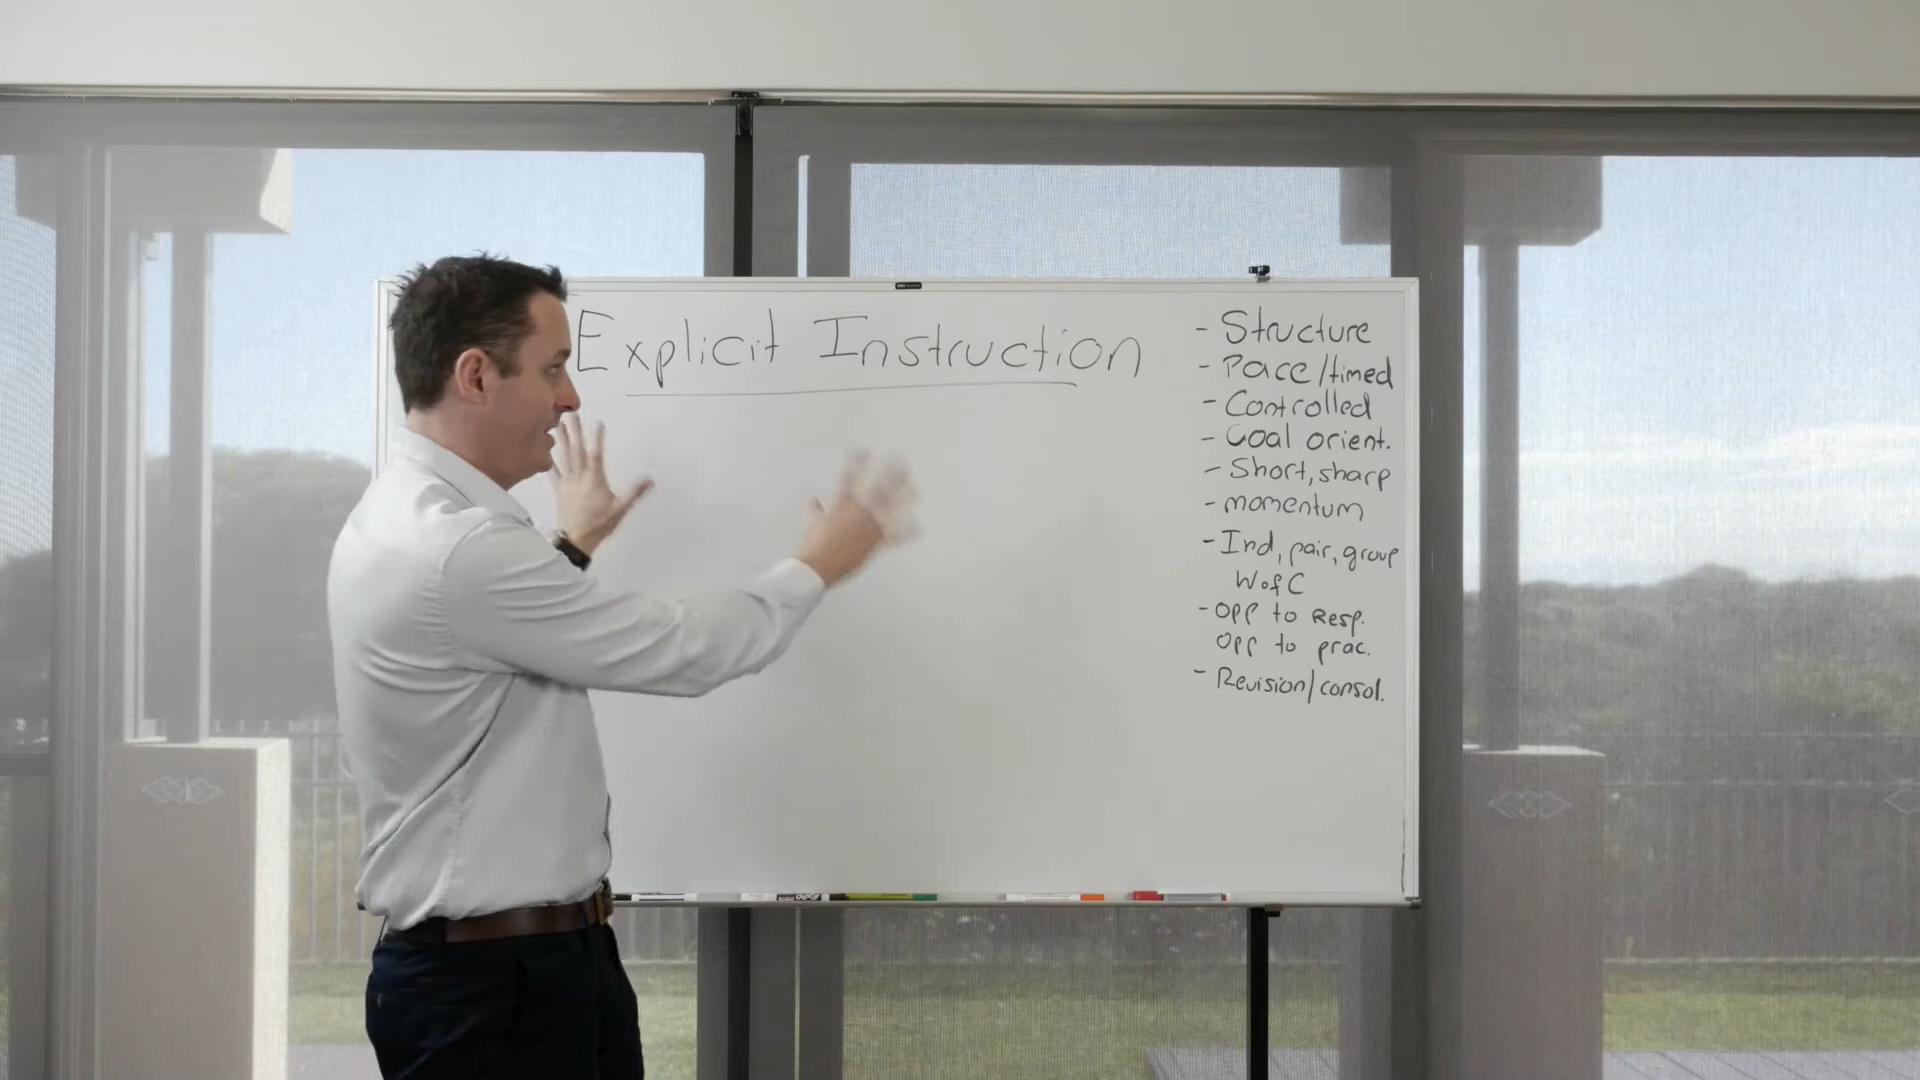 Explicit Instruction
- Structure
- Pace/timed
- Controlled
- Goal orient.
- Short, sharp
- momentum
- Ind, pair, group
W of C
- OPP to Resp.
OPP to prac.
- Revision/consol.